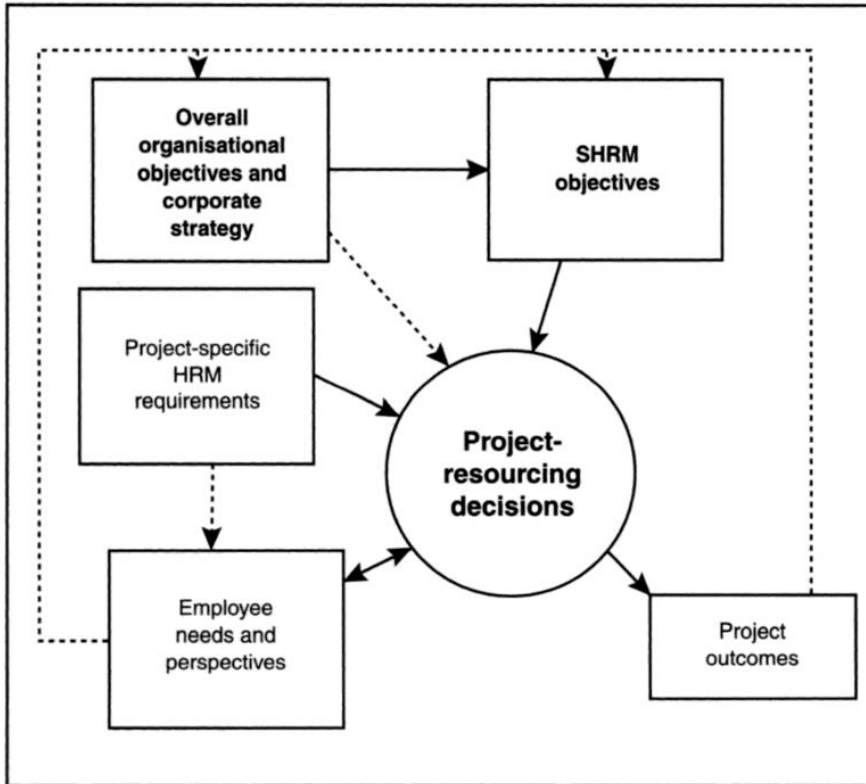 Overall
organisational
objectives and
corporate
strategy
SHRM
objectives
Project-specific
HRM
requirements
Project-
resourcing
decisions
Employee
needs and
perspectives
Project
outcomes